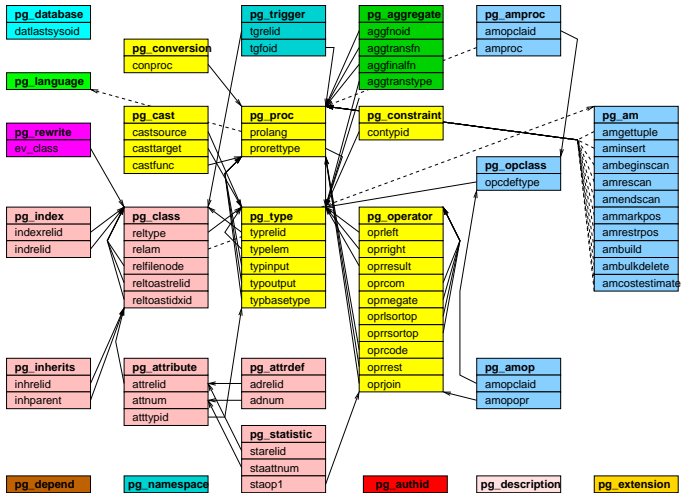 pg_database
datlastsysoid
pg_language
pg_rewrite
ev_class
pg_index
indexrelid
indrelid
pg_inherits
inhrelid
inhparent
pg_depend
pg_conversion
conproc
pg_cast
castsource
casttarget
castfunc
pg_class
reltype
relam
relfilenode
reltoastrelid
reltoastidxid
pg_attribute
attrelid
attnum
atttypid
pg_namespace
pg_trigger
tgrelid
tgfoid
pg_proc
prolang
prorettype
pg_type
typrelid
typelem
typinput
typoutput
typbasetype
pg_attrdef
adrelid
adnum
pg_statistic
starelid
staattnum
staop1
pg_aggregate
aggfnoid
aggtransfn
aggfinalfn
aggtranstype
pg_constraint
contypid
pg_operator
oprleft
oprright
oprresult
oprcom
oprnegate
oprlsortop
oprrsortop
oprcode
oprrest
oprjoin
pg_authid
pg_amproc
amopclaid
amproc
pg_opclass
opcdeftype
pg_amop
amopclaid
amopopr
pg_description
pg_am
amgettuple
aminsert
ambeginscan
amrescan
amendscan
ammarkpos
amrestrpos
ambuild
ambulkdelete
amcostestimate
pg_extension